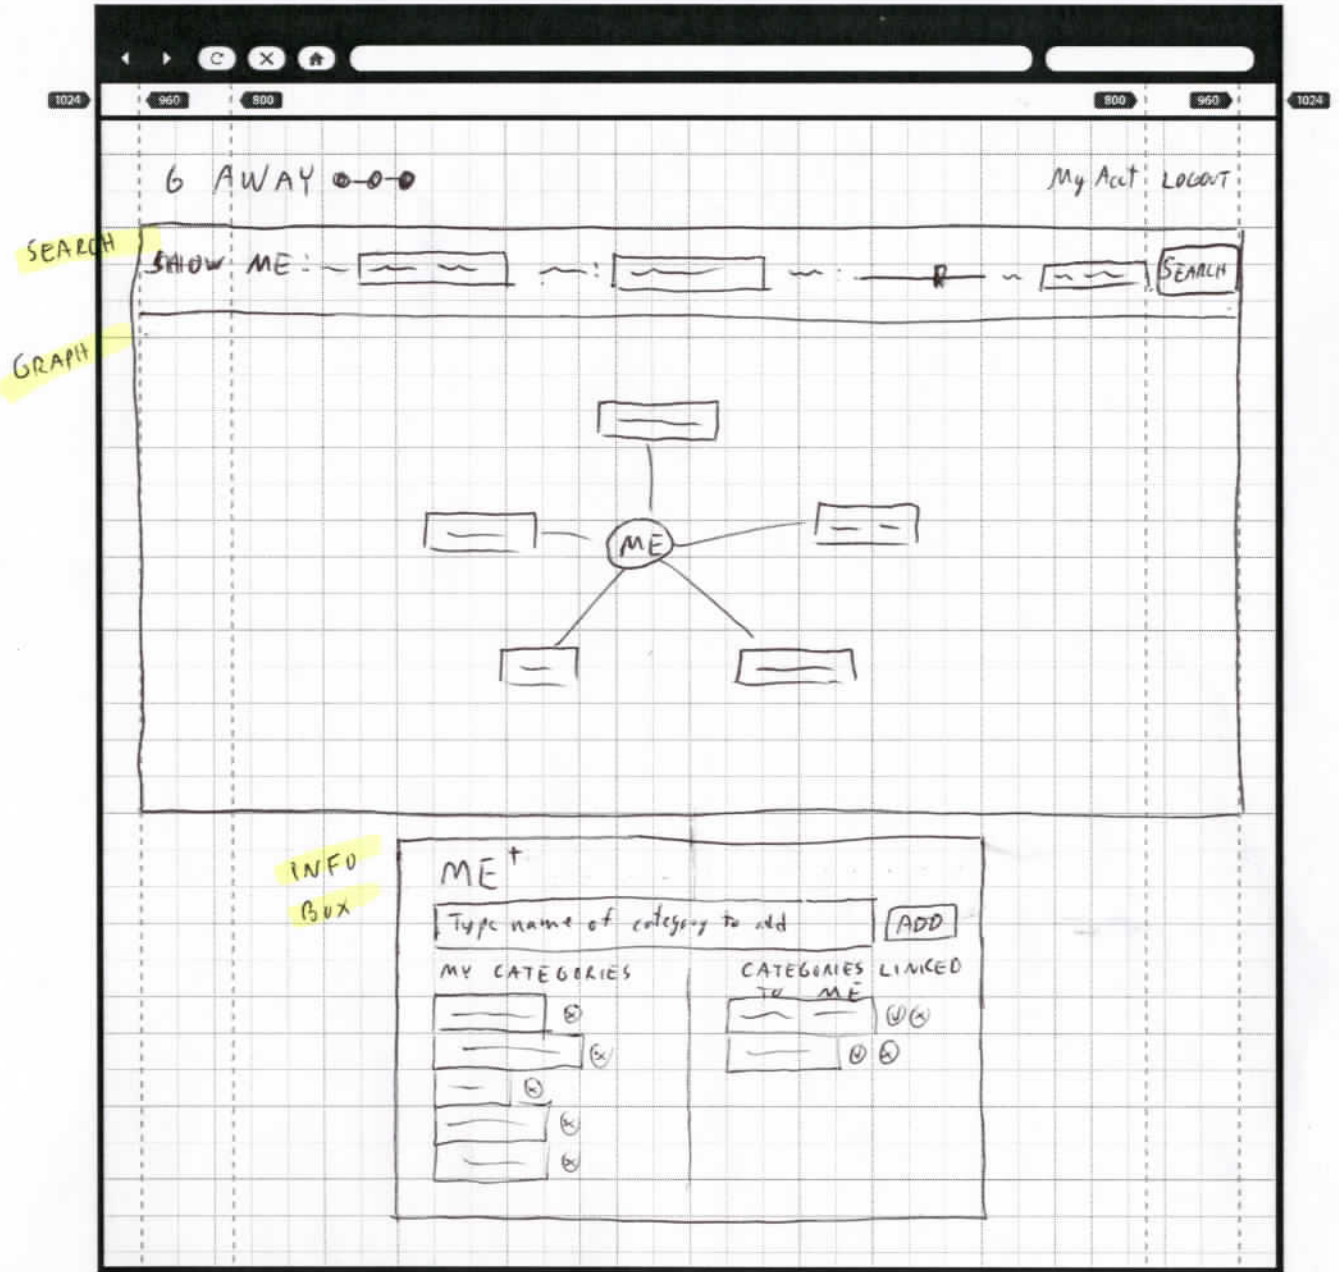 1024 960 800 800 960 1024
6 AWAY My Acct LOGOUT
SEARCH
SHOW ME: SEARCH
GRAPH
ME
INFO
BOX
ME+
Type name of category to add ADD
MY CATEGORIES
CATEGORIES LINKED
TO ME